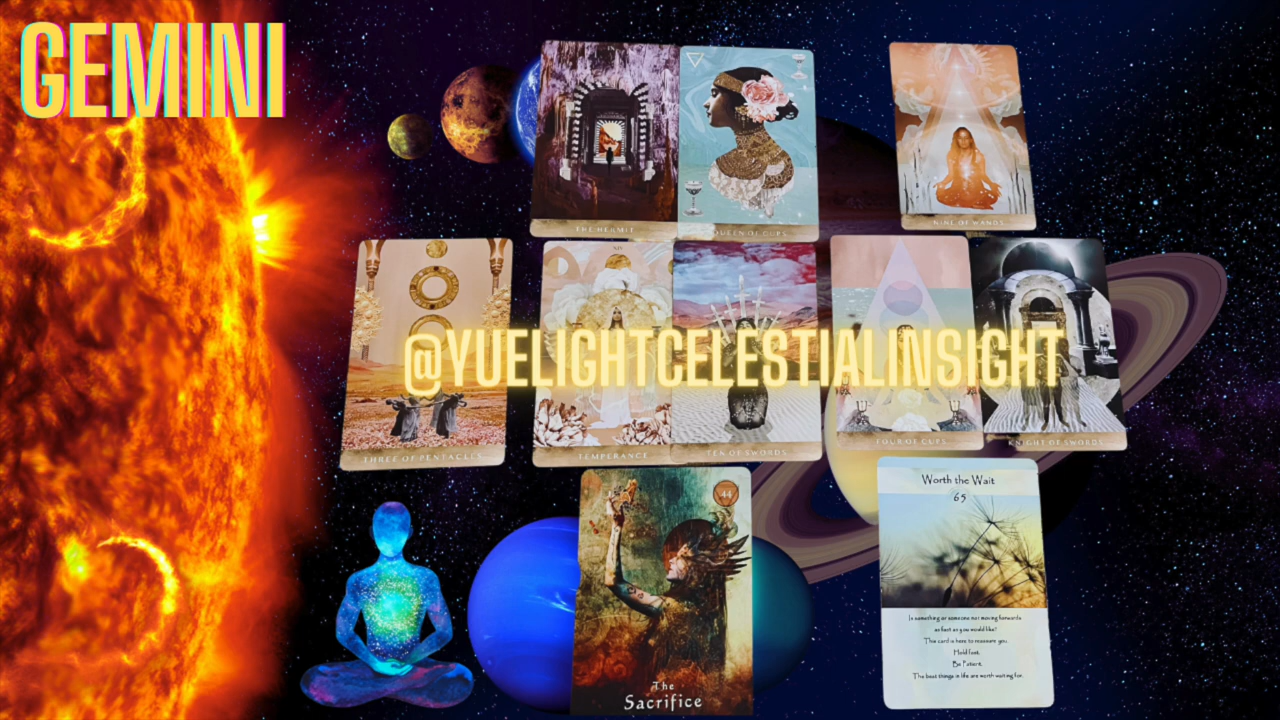 GEMINI
THE HERMIT
QUEEN OF CUPS
NINE OF WANDS
@YUELIGHTCELESTIALINSIGHT
THREE OF PENTACLES
XIV
TEMPERANCE
TEN OF SWORDS
FOUR OF CUPS
KNIGHT OF SWORDS
44
The
Sacrifice
Worth the Wait
65
Is something or someone not moving forwards
as fast as you would like?
This card is here to reassure you.
Hold fast.
Be Patient.
The best things in life are worth waiting for.